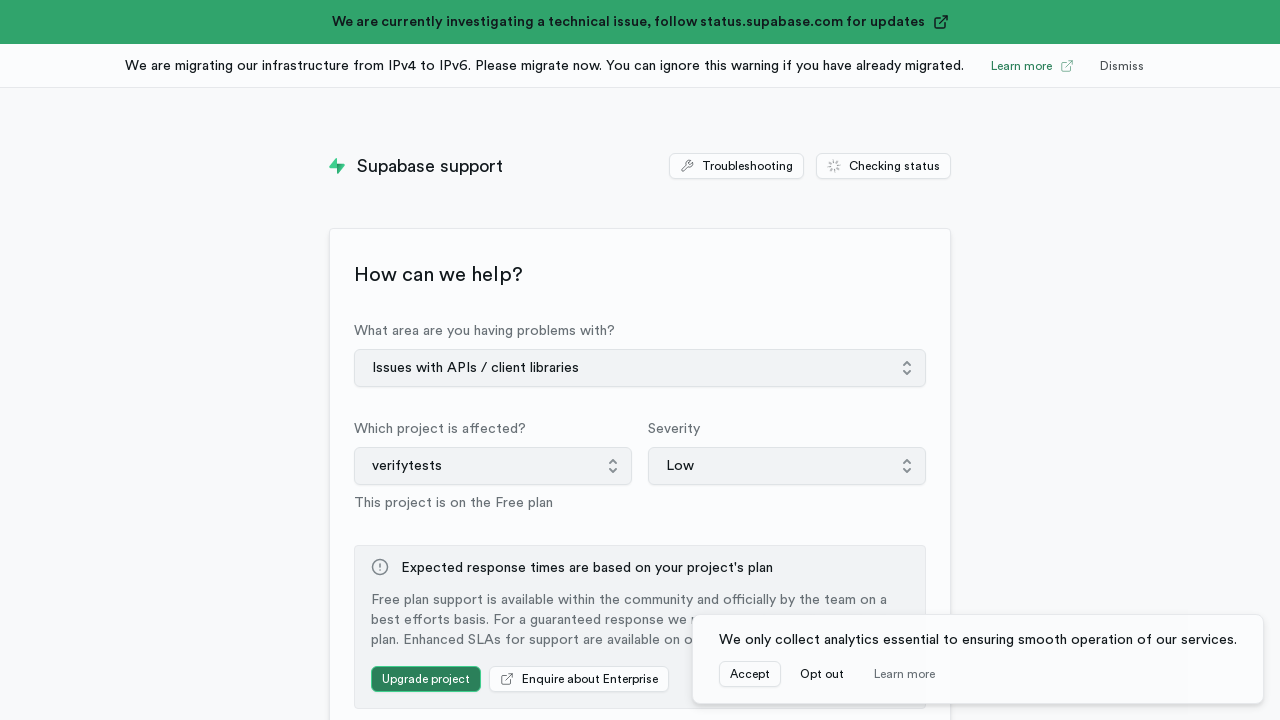 We are currently investigating a technical issue, follow status.supabase.com for updates
We are migrating our infrastructure from IPv4 to IPv6. Please migrate now. You can ignore this warning if you have already migrated. Learn more Dismiss
Supabase support Troubleshooting Checking status
How can we help?
What area are you having problems with?
Issues with APIs / client libraries
Which project is affected? Severity
verifytests Low
This project is on the Free plan
Expected response times are based on your project's plan
Free plan support is available within the community and officially by the team on a
best efforts basis. For a guaranteed response we
plan. Enhanced SLAs for support are available on
Upgrade project Enquire about Enterprise
We only collect analytics essential to ensuring smooth operation of our services.
Accept Opt out Learn more